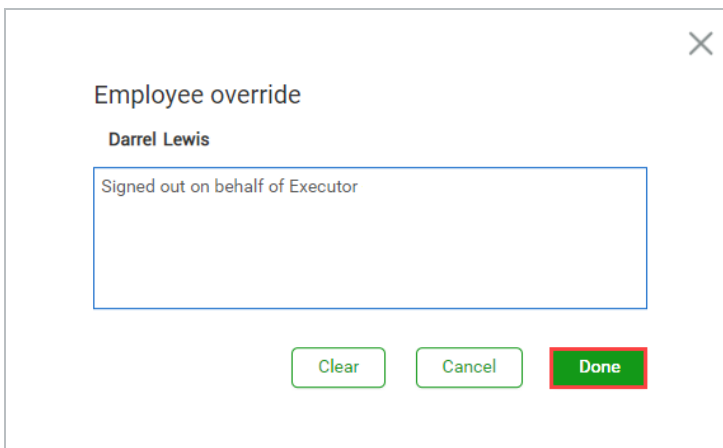 Employee override
Darrel Lewis
Signed out on behalf of Executor
Clear Cancel Done